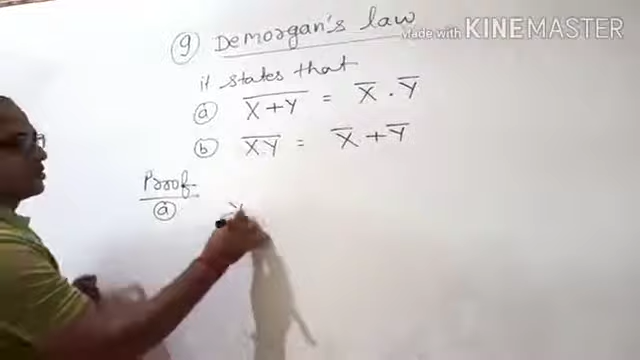 ⑨ Demorgan's law
Made with KINEMASTER
it states that
ⓐ X̅+̅Y̅ = X̅ . Y̅
ⓑ X̅.̅Y̅ = X̅ + Y̅
Proof
ⓐ